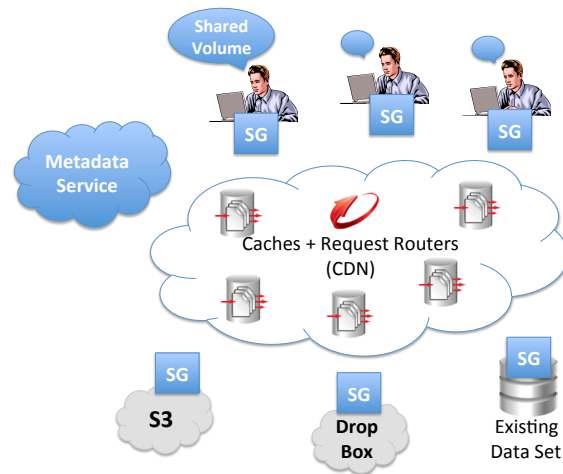 Shared
Volume
SG
SG
SG
Metadata
Service
Caches + Request Routers
(CDN)
SG
S3
SG
Drop
Box
SG
Existing
Data Set